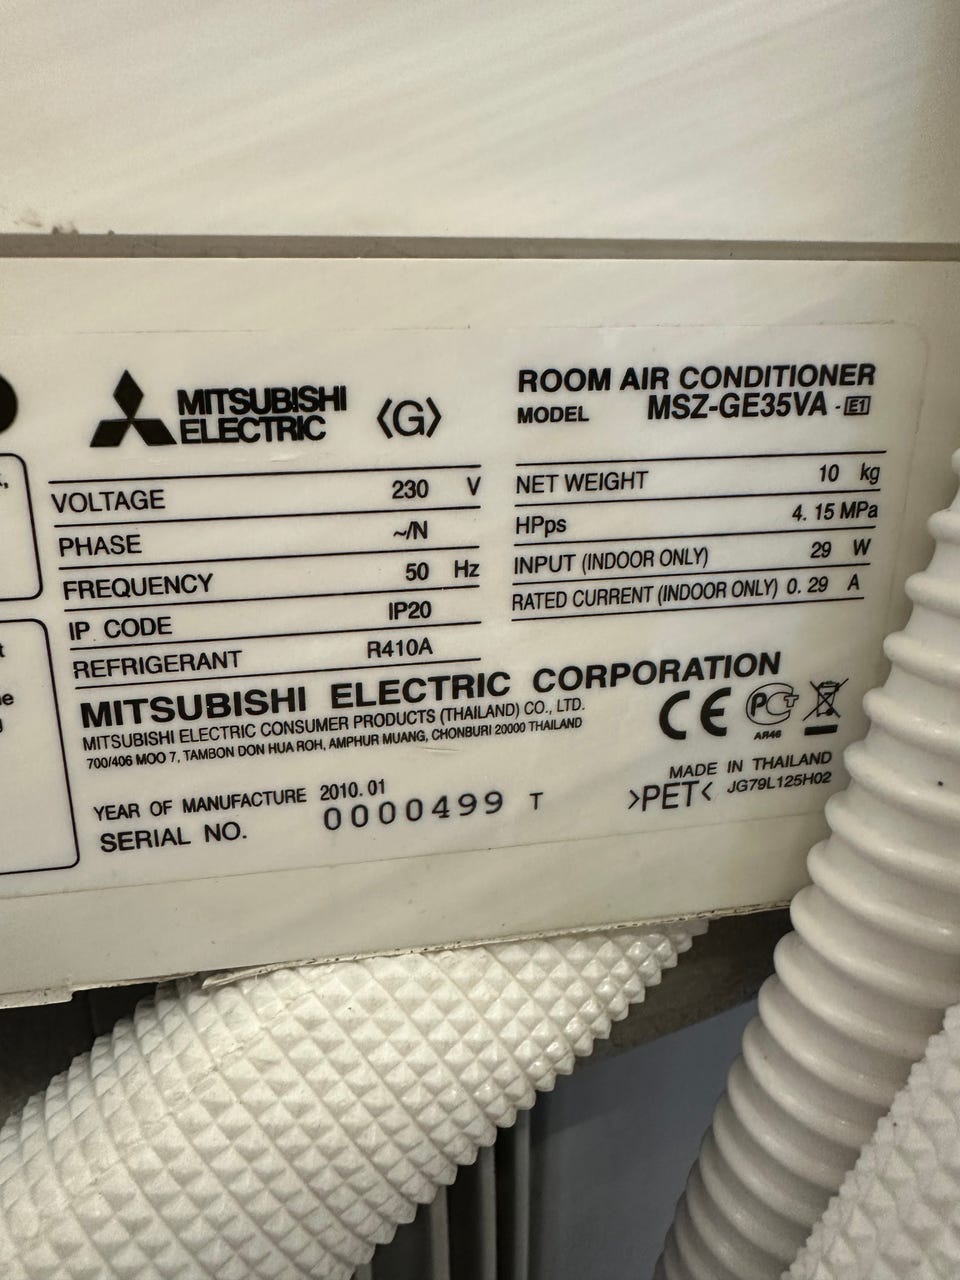 MITSUBISHI
ELECTRIC
⟨G⟩
ROOM AIR CONDITIONER
MODEL MSZ-GE35VA - E1
VOLTAGE 230 V
PHASE ~/N
FREQUENCY 50 Hz
IP CODE IP20
REFRIGERANT R410A
NET WEIGHT 10 kg
HPps 4.15 MPa
INPUT (INDOOR ONLY) 29 W
RATED CURRENT (INDOOR ONLY) 0.29 A
MITSUBISHI ELECTRIC CORPORATION
MITSUBISHI ELECTRIC CONSUMER PRODUCTS (THAILAND) CO., LTD.
700/406 MOO 7, TAMBON DON HUA ROH, AMPHUR MUANG, CHONBURI 20000 THAILAND
CE
РСТ
АЯ46
YEAR OF MANUFACTURE 2010.01
SERIAL NO. 0000499 T
MADE IN THAILAND
>PET< JG79L125H02